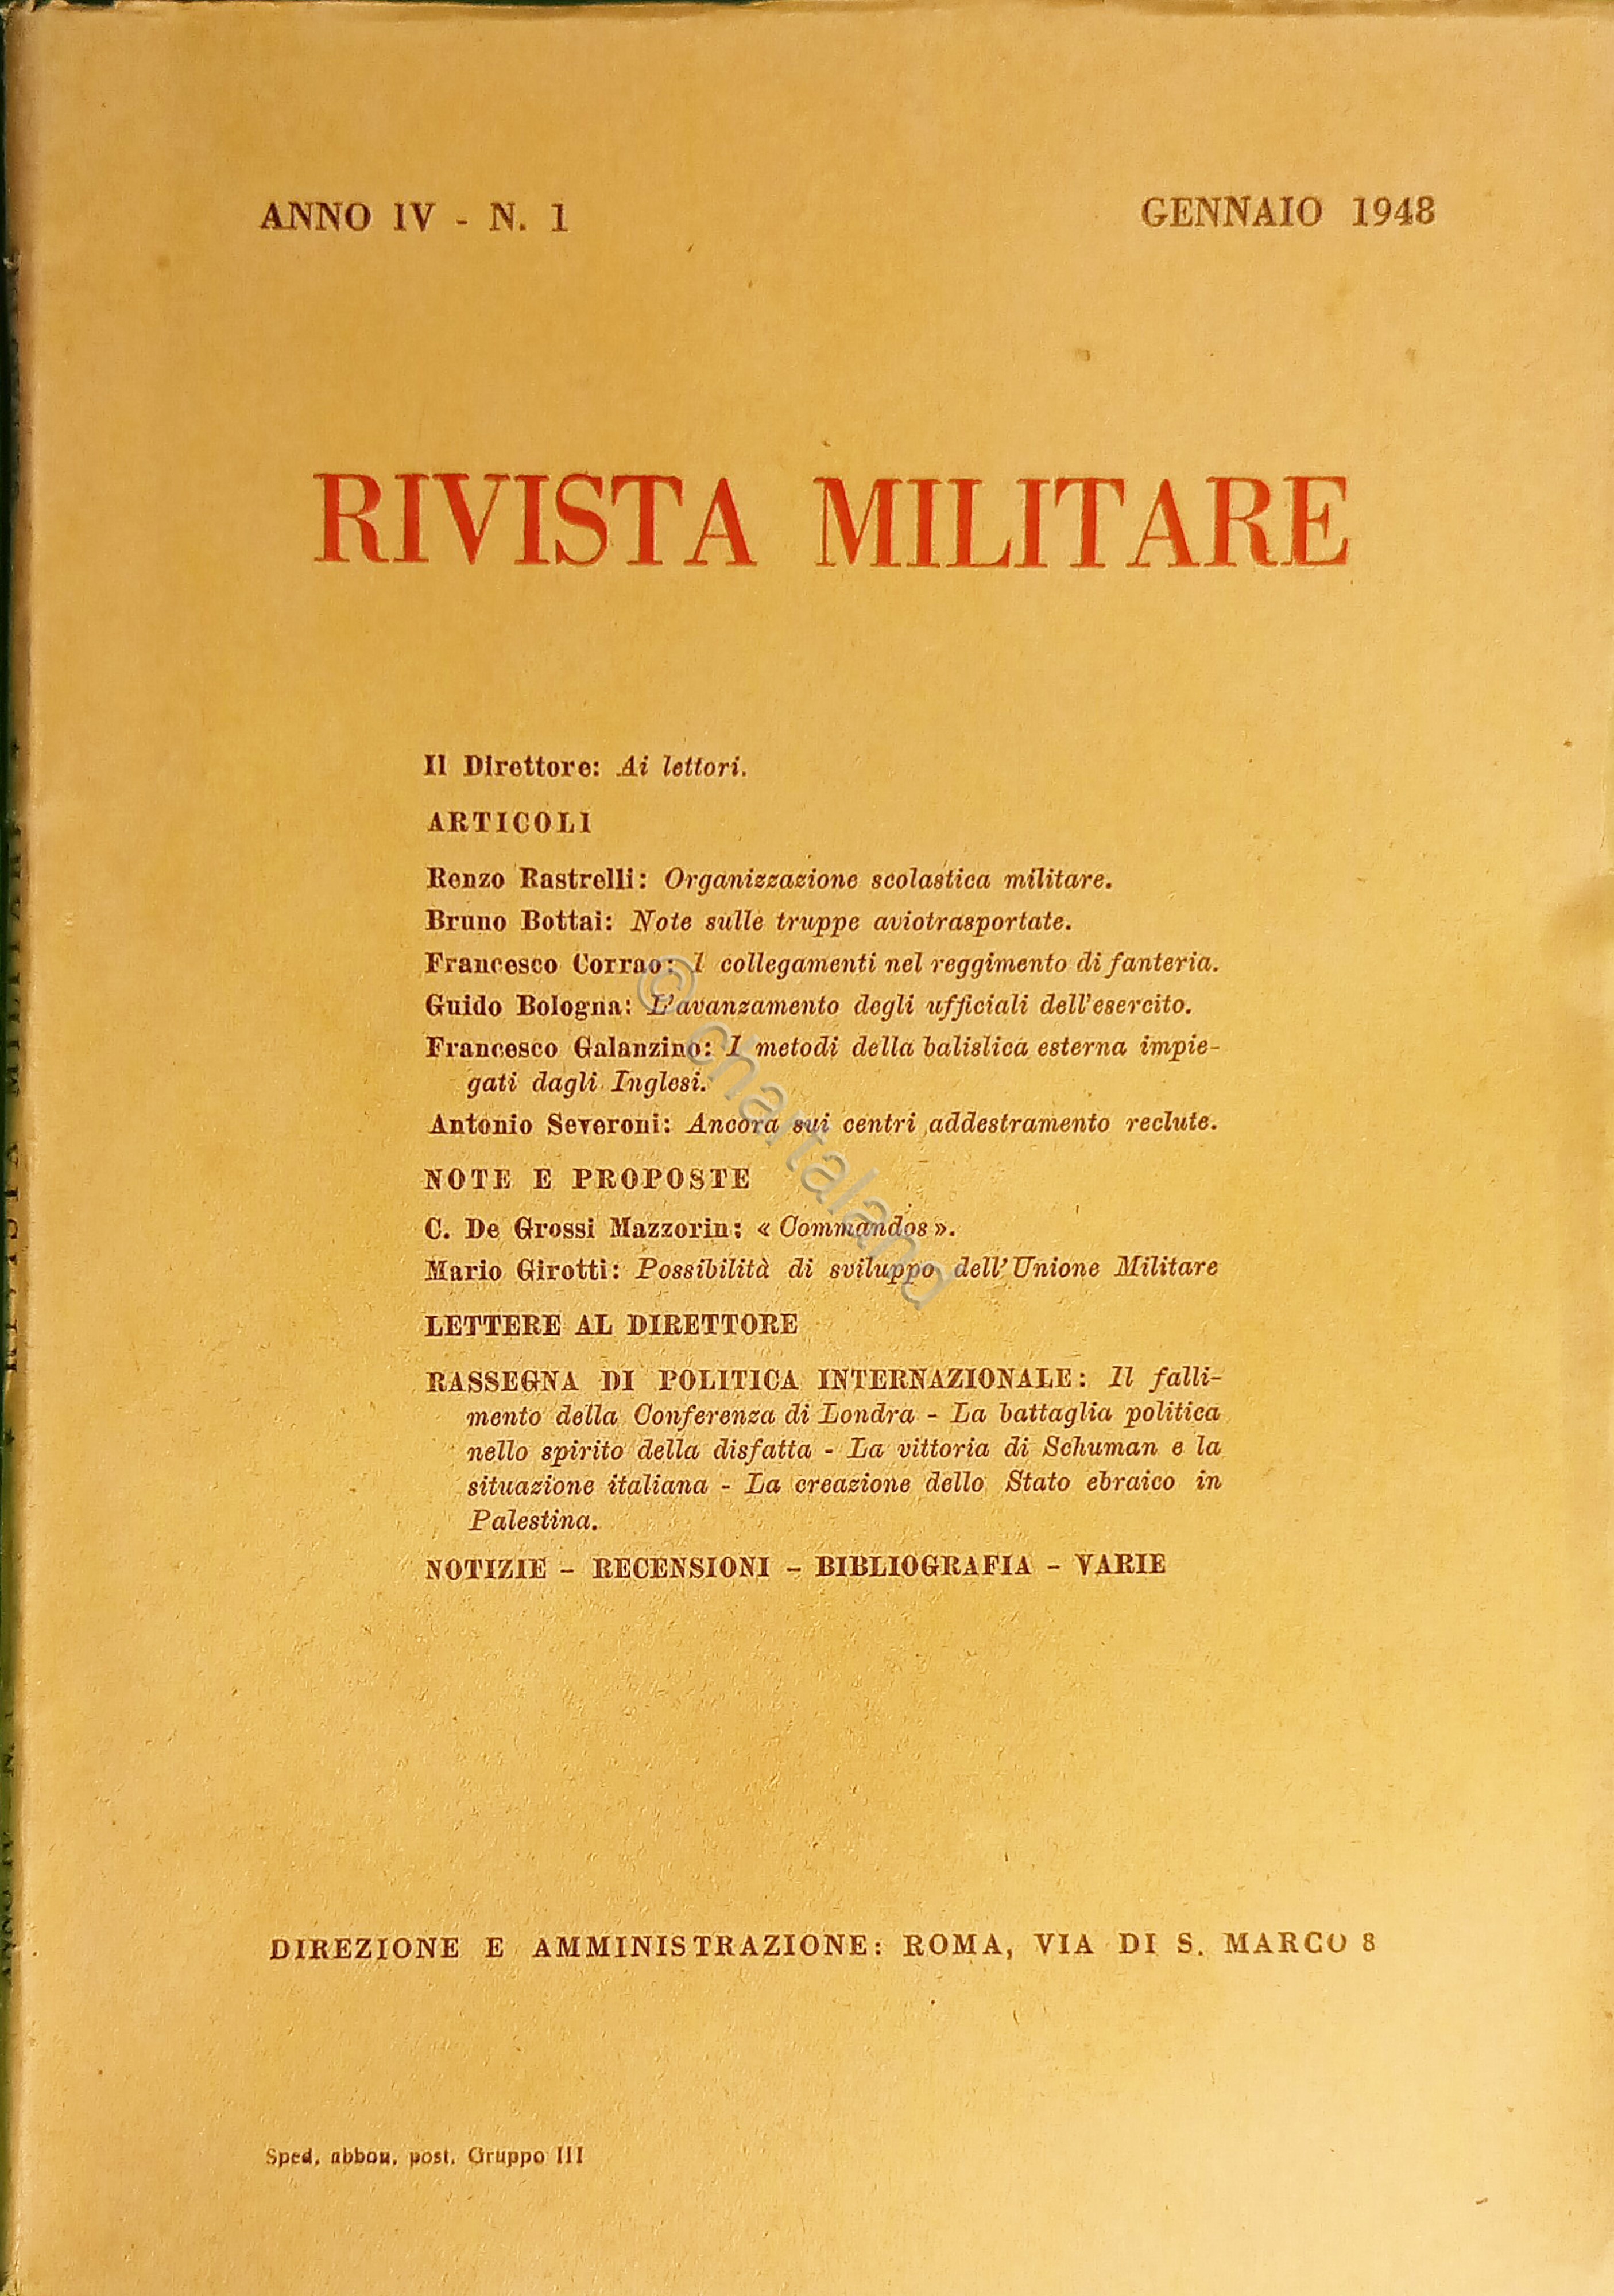 ANNO IV - N. 1
GENNAIO 1948
RIVISTA MILITARE
Il Direttore: Ai lettori.
ARTICOLI
Renzo Rastrelli: Organizzazione scolastica militare.
Bruno Bottai: Note sulle truppe aviotrasportate.
Francesco Corrao: I collegamenti nel reggimento di fanteria.
Guido Bologna: L'avanzamento degli ufficiali dell'esercito.
Francesco Galanzino: I metodi della balistica esterna impie-
gati dagli Inglesi.
Antonio Severoni: Ancora sui centri addestramento reclute.
NOTE E PROPOSTE
C. De Grossi Mazzorin: « Commandos ».
Mario Girotti: Possibilità di sviluppo dell'Unione Militare
LETTERE AL DIRETTORE
RASSEGNA DI POLITICA INTERNAZIONALE: Il falli-
mento della Conferenza di Londra - La battaglia politica
nello spirito della disfatta - La vittoria di Schuman e la
situazione italiana - La creazione dello Stato ebraico in
Palestina.
NOTIZIE - RECENSIONI - BIBLIOGRAFIA - VARIE
DIREZIONE E AMMINISTRAZIONE: ROMA, VIA DI S. MARCO 8
Sped. abbon. post. Gruppo III
© chartaland